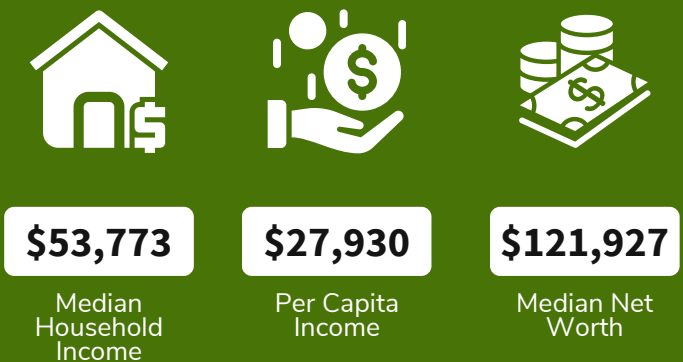 $53,773
Median
Household
Income
$27,930
Per Capita
Income
$121,927
Median Net
Worth